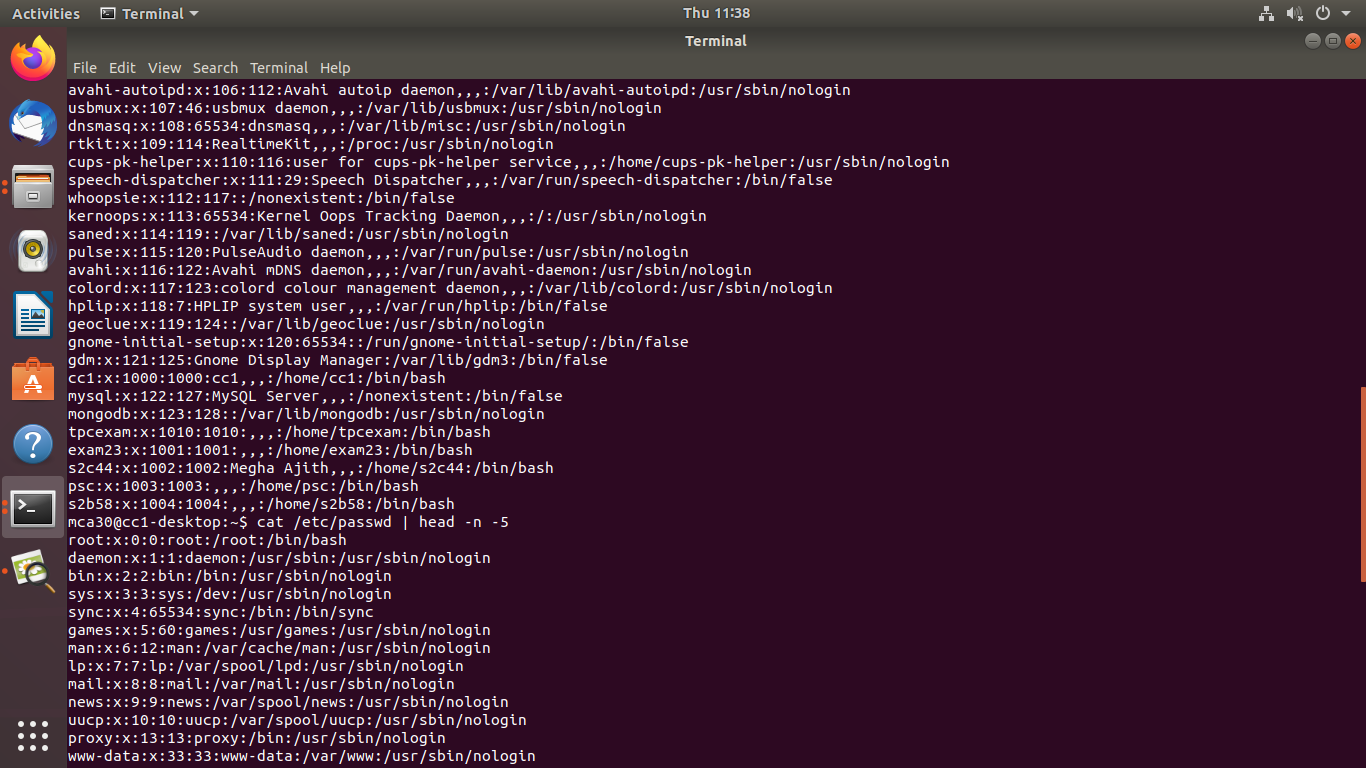 Activities Terminal Thu 11:38
Terminal
File Edit View Search Terminal Help
avahi-autoipd:x:106:112:Avahi autoip daemon,,,:/var/lib/avahi-autoipd:/usr/sbin/nologin
usbmux:x:107:46:usbmux daemon,,,:/var/lib/usbmux:/usr/sbin/nologin
dnsmasq:x:108:65534:dnsmasq,,,:/var/lib/misc:/usr/sbin/nologin
rtkit:x:109:114:RealtimeKit,,,:/proc:/usr/sbin/nologin
cups-pk-helper:x:110:116:user for cups-pk-helper service,,,:/home/cups-pk-helper:/usr/sbin/nologin
speech-dispatcher:x:111:29:Speech Dispatcher,,,:/var/run/speech-dispatcher:/bin/false
whoopsie:x:112:117::/nonexistent:/bin/false
kernoops:x:113:65534:Kernel Oops Tracking Daemon,,,:/:/usr/sbin/nologin
saned:x:114:119::/var/lib/saned:/usr/sbin/nologin
pulse:x:115:120:PulseAudio daemon,,,:/var/run/pulse:/usr/sbin/nologin
avahi:x:116:122:Avahi mDNS daemon,,,:/var/run/avahi-daemon:/usr/sbin/nologin
colord:x:117:123:colord colour management daemon,,,:/var/lib/colord:/usr/sbin/nologin
hplip:x:118:7:HPLIP system user,,,:/var/run/hplip:/bin/false
geoclue:x:119:124::/var/lib/geoclue:/usr/sbin/nologin
gnome-initial-setup:x:120:65534::/run/gnome-initial-setup/:/bin/false
gdm:x:121:125:Gnome Display Manager:/var/lib/gdm3:/bin/false
cc1:x:1000:1000:cc1,,,:/home/cc1:/bin/bash
mysql:x:122:127:MySQL Server,,,:/nonexistent:/bin/false
mongodb:x:123:128::/var/lib/mongodb:/usr/sbin/nologin
tpcexam:x:1010:1010:,,,:/home/tpcexam:/bin/bash
exam23:x:1001:1001:,,,:/home/exam23:/bin/bash
s2c44:x:1002:1002:Megha Ajith,,,:/home/s2c44:/bin/bash
psc:x:1003:1003:,,,:/home/psc:/bin/bash
s2b58:x:1004:1004:,,,:/home/s2b58:/bin/bash
mca30@cc1-desktop:~$ cat /etc/passwd | head -n -5
root:x:0:0:root:/root:/bin/bash
daemon:x:1:1:daemon:/usr/sbin:/usr/sbin/nologin
bin:x:2:2:bin:/bin:/usr/sbin/nologin
sys:x:3:3:sys:/dev:/usr/sbin/nologin
sync:x:4:65534:sync:/bin:/bin/sync
games:x:5:60:games:/usr/games:/usr/sbin/nologin
man:x:6:12:man:/var/cache/man:/usr/sbin/nologin
lp:x:7:7:lp:/var/spool/lpd:/usr/sbin/nologin
mail:x:8:8:mail:/var/mail:/usr/sbin/nologin
news:x:9:9:news:/var/spool/news:/usr/sbin/nologin
uucp:x:10:10:uucp:/var/spool/uucp:/usr/sbin/nologin
proxy:x:13:13:proxy:/bin:/usr/sbin/nologin
www-data:x:33:33:www-data:/var/www:/usr/sbin/nologin